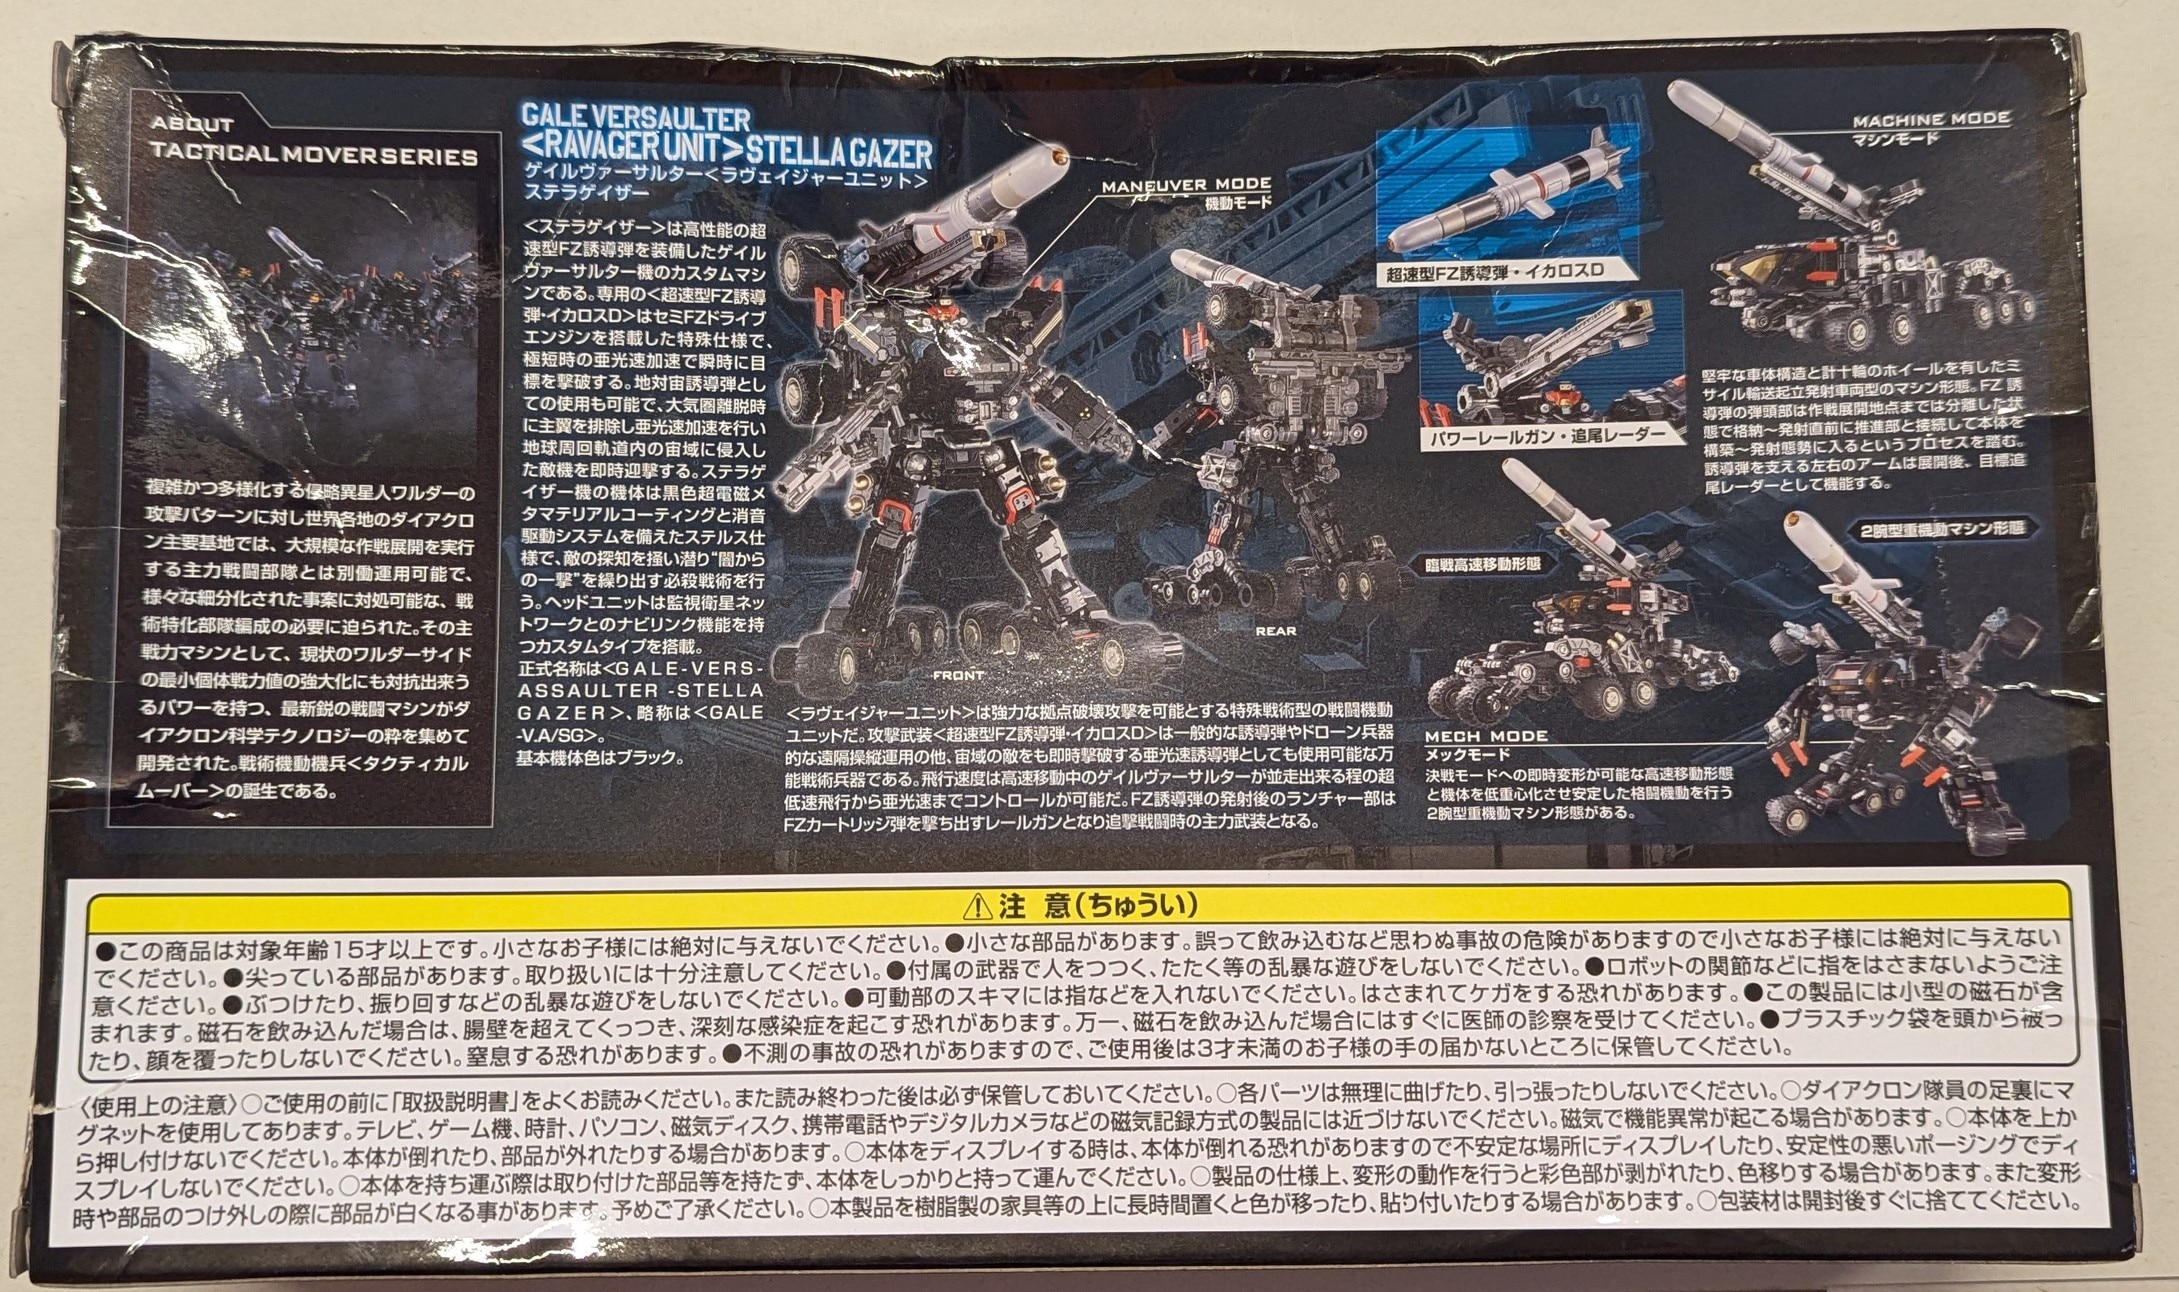 ABOUT
TACTICAL MOVER SERIES
複雑かつ多様化する侵略異星人ワルダーの
攻撃パターンに対し世界各地のダイアクロ
ン主要基地では、大規模な作戦展開を実行
する主力戦闘部隊とは別働運用可能で、
様々な細分化された事案に対処可能な、戦
術特化部隊編成の必要に迫られた。その主
戦力マシンとして、現状のワルダーサイド
の最小個体戦力値の強大化にも対抗出来う
るパワーを持つ、最新鋭の戦闘マシンがダ
イアクロン科学テクノロジーの粋を集めて
開発された。戦術機動機兵<タクティカル
ムーバー>の誕生である。
GALE VERSAULTER
<RAVAGER UNIT> STELLA GAZER
ゲイルヴァーサルター<ラヴェイジャーユニット>
ステラゲイザー
<ステラゲイザー>は高性能の超
速型FZ誘導弾を装備したゲイル
ヴァーサルター機のカスタムマシ
ンである。専用の<超速型FZ誘導
弾・イカロスD>はセミFZドライブ
エンジンを搭載した特殊仕様で、
極短時の亜光速加速で瞬時に目
標を撃破する。地対宙誘導弾とし
ての使用も可能で、大気圏離脱時
に主翼を排除し亜光速加速を行い
地球周回軌道内の宙域に侵入し
た敵機を即時迎撃する。ステラゲ
イザー機の機体は黒色超電磁メ
タマテリアルコーティングと消音
駆動システムを備えたステルス仕
様で、敵の探知を掻い潜り"闇から
の一撃"を繰り出す必殺戦術を行
う。ヘッドユニットは監視衛星ネッ
トワークとのナビリンク機能を持
つカスタムタイプを搭載。
正式名称は<GALE-VERS-
ASSAULTER -STELLA
GAZER>、略称は<GALE
-V.A/SG>。
基本機体色はブラック。
MANEUVER MODE
機動モード
FRONT
REAR
<ラヴェイジャーユニット>は強力な拠点破壊攻撃を可能とする特殊戦術型の戦闘機動
ユニットだ。攻撃武装<超速型FZ誘導弾・イカロスD>は一般的な誘導弾やドローン兵器
的な遠隔操縦運用の他、宙域の敵をも即時撃破する亜光速誘導弾としても使用可能な万
能戦術兵器である。飛行速度は高速移動中のゲイルヴァーサルターが並走出来る程の超
低速飛行から亜光速までコントロールが可能だ。FZ誘導弾の発射後のランチャー部は
FZカートリッジ弾を撃ち出すレールガンとなり追撃戦闘時の主力武装となる。
超速型FZ誘導弾・イカロスD
パワーレールガン・追尾レーダー
MACHINE MODE
マシンモード
堅牢な車体構造と計十輪のホイールを有したミ
サイル輸送起立発射車両型のマシン形態。FZ 誘
導弾の弾頭部は作戦展開地点までは分離した状
態で格納～発射直前に推進部と接続して本体を
構築～発射態勢に入るというプロセスを踏む。
誘導弾を支える左右のアームは展開後、目標追
尾レーダーとして機能する。
臨戦高速移動形態
2腕型重機動マシン形態
MECH MODE
メックモード
決戦モードへの即時変形が可能な高速移動形態
と機体を低重心化させ安定した格闘機動を行う
2腕型重機動マシン形態がある。
⚠注 意(ちゅうい)
●この商品は対象年齢15才以上です。小さなお子様には絶対に与えないでください。●小さな部品があります。誤って飲み込むなど思わぬ事故の危険がありますので小さなお子様には絶対に与えない
でください。●尖っている部品があります。取り扱いには十分注意してください。●付属の武器で人をつつく、たたく等の乱暴な遊びをしないでください。●ロボットの関節などに指をはさまないようご注
意ください。●ぶつけたり、振り回すなどの乱暴な遊びをしないでください。●可動部のスキマには指などを入れないでください。はさまれてケガをする恐れがあります。●この製品には小型の磁石が含
まれます。磁石を飲み込んだ場合は、腸壁を超えてくっつき、深刻な感染症を起こす恐れがあります。万一、磁石を飲み込んだ場合にはすぐに医師の診察を受けてください。●プラスチック袋を頭から被っ
たり、顔を覆ったりしないでください。窒息する恐れがあります。●不測の事故の恐れがありますので、ご使用後は3才未満のお子様の手の届かないところに保管してください。
〈使用上の注意〉○ご使用の前に「取扱説明書」をよくお読みください。また読み終わった後は必ず保管しておいてください。○各パーツは無理に曲げたり、引っ張ったりしないでください。○ダイアクロン隊員の足裏にマ
グネットを使用してあります。テレビ、ゲーム機、時計、パソコン、磁気ディスク、携帯電話やデジタルカメラなどの磁気記録方式の製品には近づけないでください。磁気で機能異常が起こる場合があります。○本体を上か
ら押し付けないでください。本体が倒れたり、部品が外れたりする場合があります。○本体をディスプレイする時は、本体が倒れる恐れがありますので不安定な場所にディスプレイしたり、安定性の悪いポージングでディ
スプレイしないでください。○本体を持ち運ぶ際は取り付けた部品等を持たず、本体をしっかりと持って運んでください。○製品の仕様上、変形の動作を行うと彩色部が剥がれたり、色移りする場合があります。また変形
時や部品のつけ外しの際に部品が白くなる事があります。予めご了承ください。○本製品を樹脂製の家具等の上に長時間置くと色が移ったり、貼り付いたりする場合があります。○包装材は開封後すぐに捨ててください。